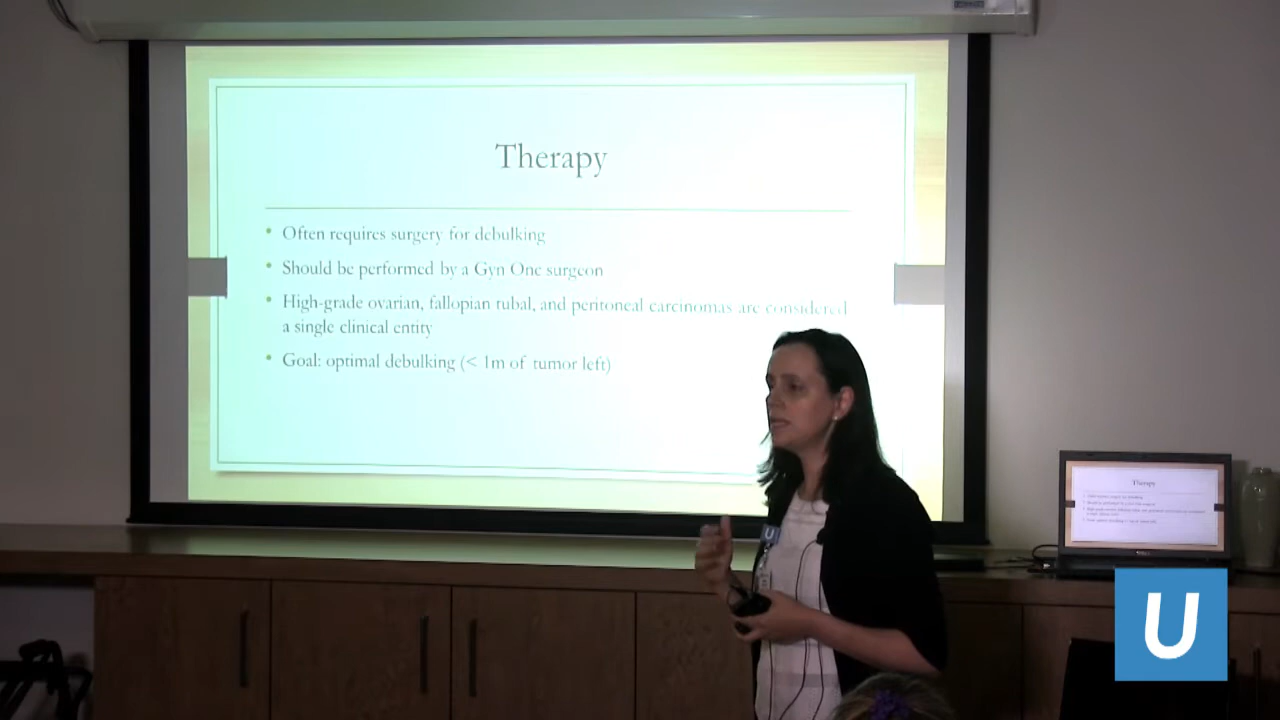 Therapy
• Often requires surgery for debulking
• Should be performed by a Gyn Onc surgeon
• High-grade ovarian, fallopian tubal, and peritoneal carcinomas are considered
a single clinical entity
• Goal: optimal debulking (< 1m of tumor left)
Therapy
U
U